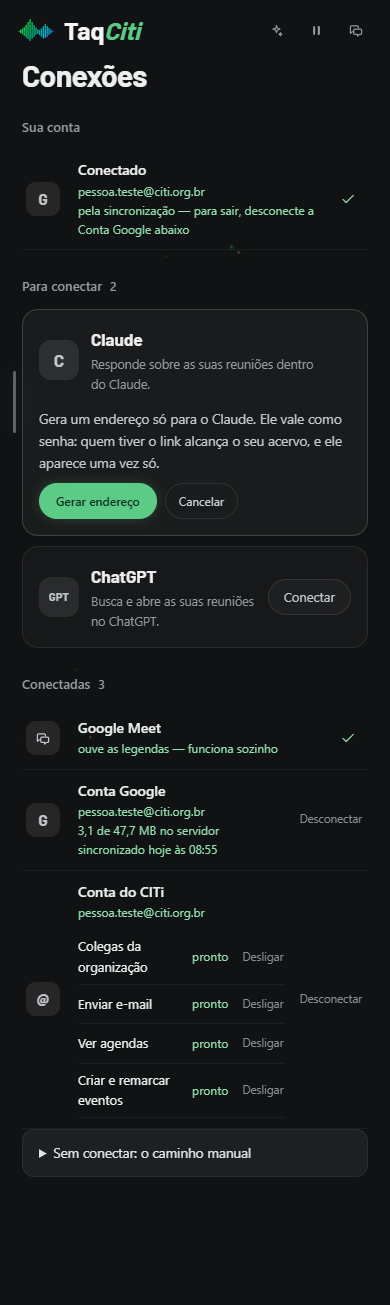 TaqCiti
Conexões
Sua conta
G
Conectado
pessoa.teste@citi.org.br
pela sincronização — para sair, desconecte a
Conta Google abaixo
Para conectar 2
C
Claude
Responde sobre as suas reuniões dentro
do Claude.
Gera um endereço só para o Claude. Ele vale como
senha: quem tiver o link alcança o seu acervo, e ele
aparece uma vez só.
Gerar endereço
Cancelar
GPT
ChatGPT
Busca e abre as suas reuniões
no ChatGPT.
Conectar
Conectadas 3
Google Meet
ouve as legendas — funciona sozinho
G
Conta Google
pessoa.teste@citi.org.br
3,1 de 47,7 MB no servidor
sincronizado hoje às 08:55
Desconectar
@
Conta do CITi
pessoa.teste@citi.org.br
Colegas da
organização
pronto Desligar
Enviar e-mail pronto Desligar
Ver agendas pronto Desligar
Criar e remarcar
eventos
pronto Desligar
Desconectar
Sem conectar: o caminho manual